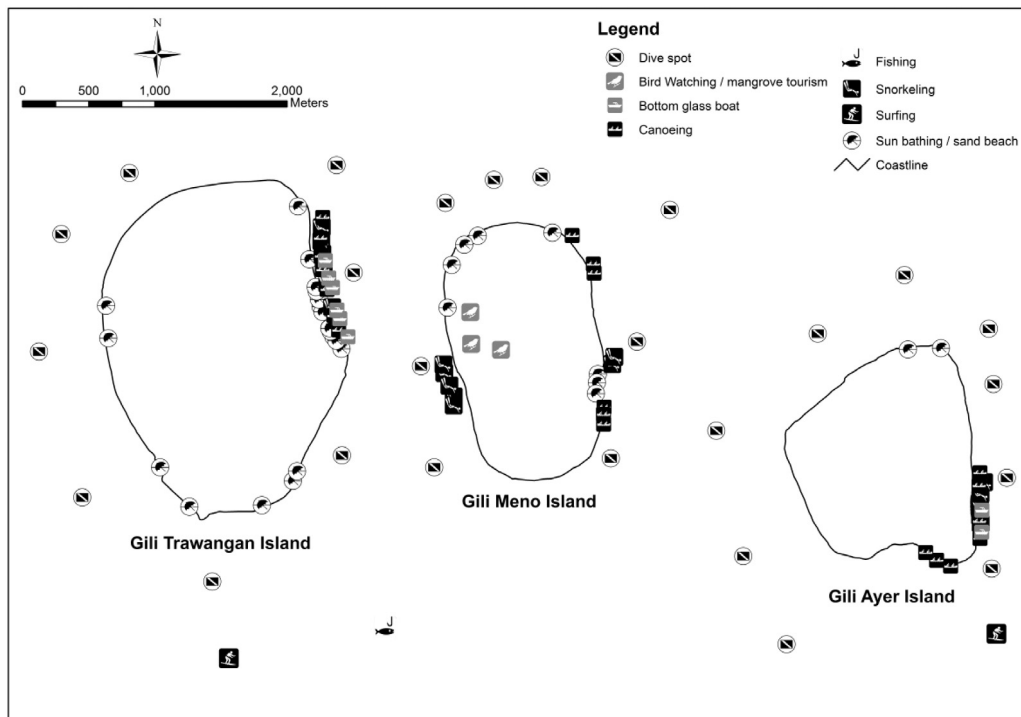 N
0 500 1,000 2,000
Meters
Legend
Dive spot
Bird Watching / mangrove tourism
Bottom glass boat
Canoeing
Fishing
Snorkeling
Surfing
Sun bathing / sand beach
Coastline
Gili Trawangan Island
Gili Meno Island
Gili Ayer Island